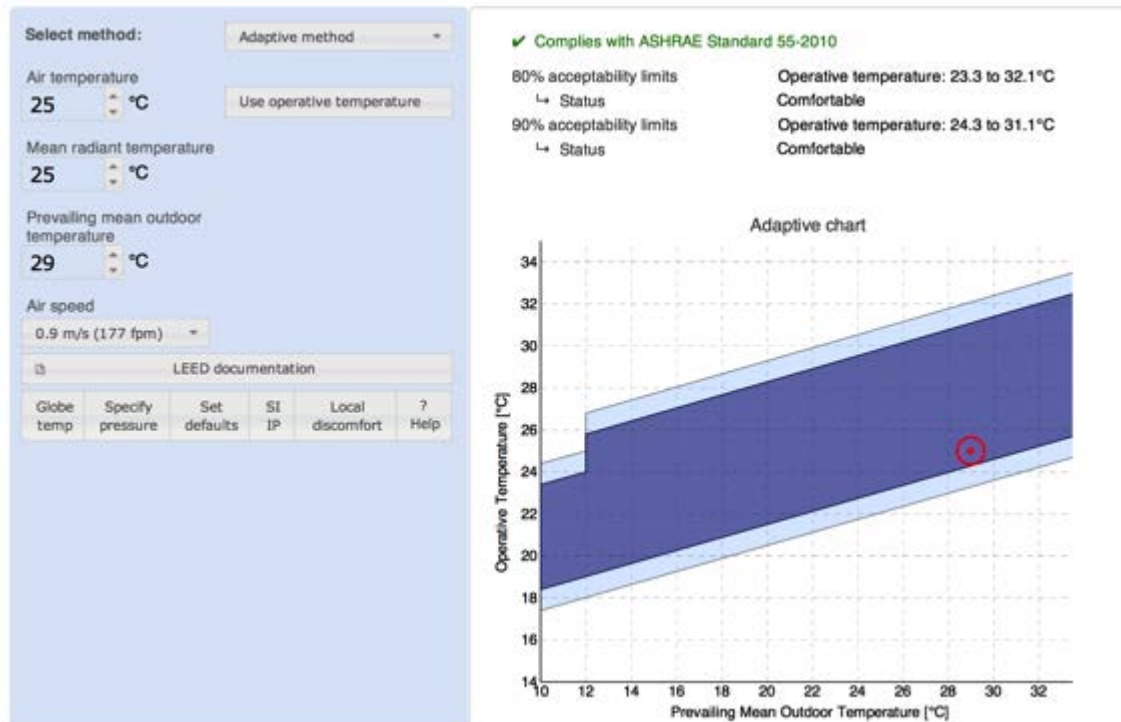 Select method:
Adaptive method
Air temperature
25 °C
Use operative temperature
Mean radiant temperature
25 °C
Prevailing mean outdoor
temperature
29 °C
Air speed
0.9 m/s (177 fpm)
LEED documentation
Globe temp
Specify pressure
Set defaults
SI IP
Local discomfort
? Help
✔ Complies with ASHRAE Standard 55-2010
80% acceptability limits Operative temperature: 23.3 to 32.1°C
↳ Status Comfortable
90% acceptability limits Operative temperature: 24.3 to 31.1°C
↳ Status Comfortable
Adaptive chart
Operative Temperature [°C]
34
32
30
28
26
24
22
20
18
16
14
10 12 14 16 18 20 22 24 26 28 30 32
Prevailing Mean Outdoor Temperature [°C]